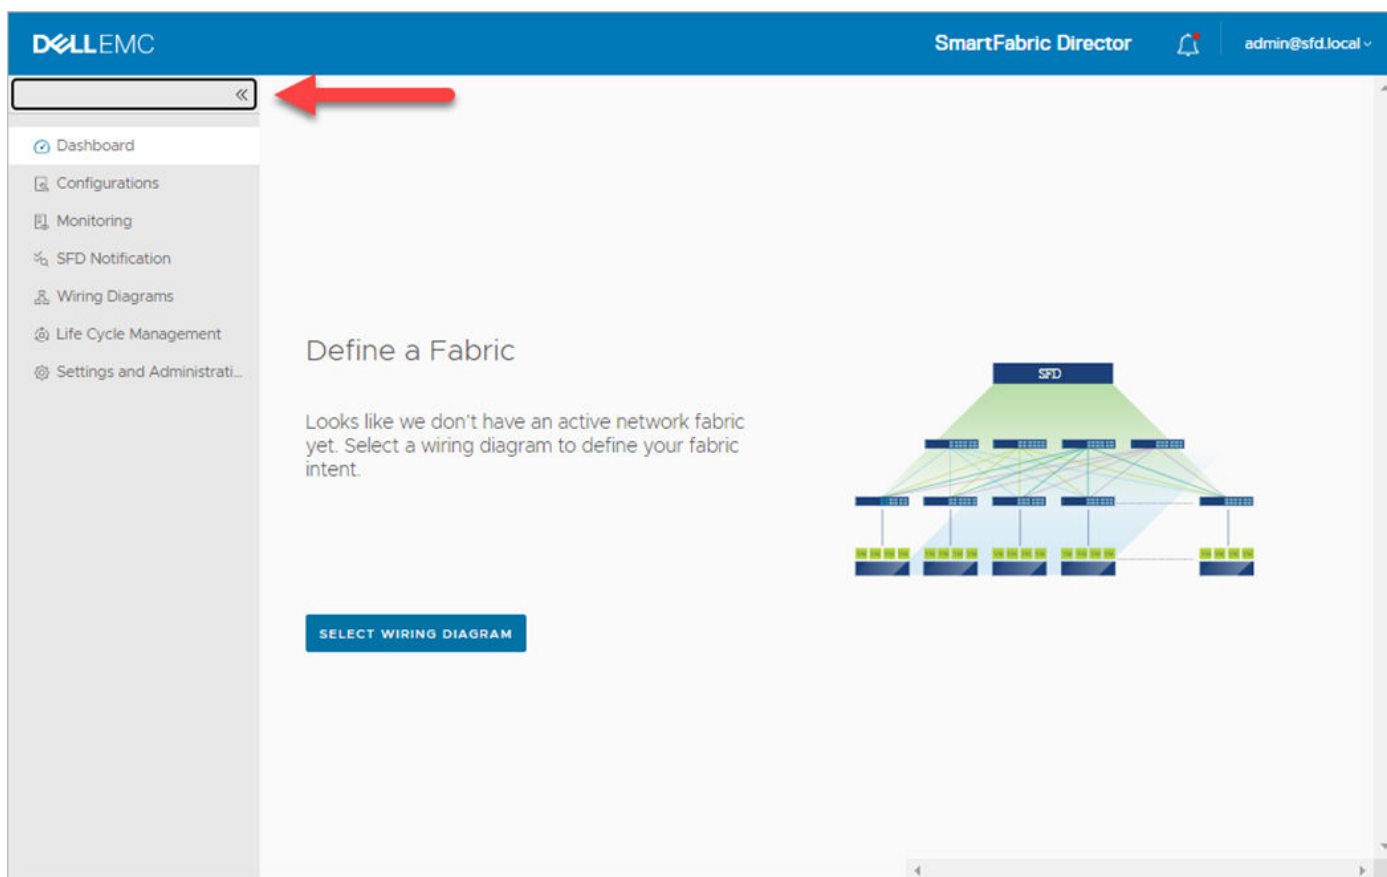 DELLEMC
SmartFabric Director
admin@sfd.local
Dashboard
Configurations
Monitoring
SFD Notification
Wiring Diagrams
Life Cycle Management
Settings and Administrati...
Define a Fabric
Looks like we don't have an active network fabric
yet. Select a wiring diagram to define your fabric
intent.
SELECT WIRING DIAGRAM
SFD